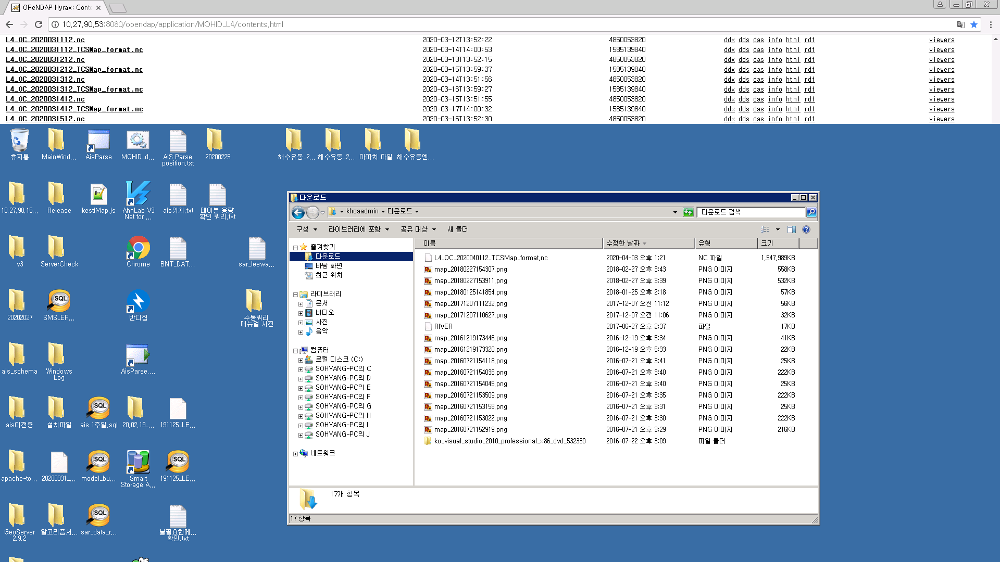 OPeNDAP Hyrax: Conte
10.27.90.53:8080/opendap/application/MOHID_L4/contents.html
L4_OC_2020031112.nc 2020-03-12T13:52:22 4850053820 ddx dds das info html rdf viewers
L4_OC_2020031112_TCSMap_format.nc 2020-03-14T14:00:53 1585139840 ddx dds das info html rdf viewers
L4_OC_2020031212.nc 2020-03-13T13:52:15 4850053820 ddx dds das info html rdf viewers
L4_OC_2020031212_TCSMap_format.nc 2020-03-15T13:59:37 1585139840 ddx dds das info html rdf viewers
L4_OC_2020031312.nc 2020-03-14T13:51:56 4850053820 ddx dds das info html rdf viewers
L4_OC_2020031312_TCSMap_format.nc 2020-03-16T13:59:27 1585139840 ddx dds das info html rdf viewers
L4_OC_2020031412.nc 2020-03-15T13:51:55 4850053820 ddx dds das info html rdf viewers
L4_OC_2020031412_TCSMap_format.nc 2020-03-17T14:00:32 1585139840 ddx dds das info html rdf viewers
L4_OC_2020031512.nc 2020-03-16T13:52:30 4850053820 ddx dds das info html rdf viewers
휴지통 MainWind... AisParse MOHID_d... AIS Parse position.txt 20200225 해수유동_2... 해수유동_2... 아파치 파일 해수유동엔...
10.27.90.15... Release kestiMap.js AhnLab V3 Net for ... ais위치.txt 테이블 용량 확인 쿼리.txt
v3 ServerCheck Chrome BNT_DAT... sar_leewa...
20202027 SMS_ER... 반디집 수동쿼리 매뉴얼 사진
ais_schema Windows Log AisParse....
ais이전용 설치파일 ais 1주일.sql 20.02.19_... 191125_LE...
apache-to... 20200331_... model_bu... Smart Storage A... 191125_LE...
GeoServer 2.9.2 알고리즘서... sar_data_r... 불필요한메... 확인.txt
다운로드
khoaadmin 다운로드
다운로드 검색
구성 라이브러리에 포함 공유 대상 새 폴더
즐겨찾기
다운로드
바탕 화면
최근 위치
라이브러리
문서
비디오
사진
음악
컴퓨터
로컬 디스크 (C:)
SOHYANG-PC의 C
SOHYANG-PC의 D
SOHYANG-PC의 E
SOHYANG-PC의 F
SOHYANG-PC의 G
SOHYANG-PC의 H
SOHYANG-PC의 I
SOHYANG-PC의 J
네트워크
이름 수정한 날짜 유형 크기
L4_OC_2020040112_TCSMap_format.nc 2020-04-03 오후 1:21 NC 파일 1,547,989KB
map_20180227154307.png 2018-02-27 오후 3:43 PNG 이미지 558KB
map_20180227153911.png 2018-02-27 오후 3:39 PNG 이미지 532KB
map_20180125141854.png 2018-01-25 오후 2:18 PNG 이미지 57KB
map_20171207111232.png 2017-12-07 오전 11:12 PNG 이미지 56KB
map_20171207110627.png 2017-12-07 오전 11:06 PNG 이미지 32KB
RIVER 2017-06-27 오후 2:37 파일 17KB
map_20161219173446.png 2016-12-19 오후 5:34 PNG 이미지 41KB
map_20161219173320.png 2016-12-19 오후 5:33 PNG 이미지 22KB
map_20160721154118.png 2016-07-21 오후 3:41 PNG 이미지 25KB
map_20160721154036.png 2016-07-21 오후 3:40 PNG 이미지 222KB
map_20160721154045.png 2016-07-21 오후 3:40 PNG 이미지 25KB
map_20160721153509.png 2016-07-21 오후 3:35 PNG 이미지 222KB
map_20160721153158.png 2016-07-21 오후 3:31 PNG 이미지 25KB
map_20160721153022.png 2016-07-21 오후 3:30 PNG 이미지 222KB
map_20160721152919.png 2016-07-21 오후 3:29 PNG 이미지 216KB
ko_visual_studio_2010_professional_x86_dvd_532339 2016-07-22 오후 3:09 파일 폴더
17개 항목
17 항목